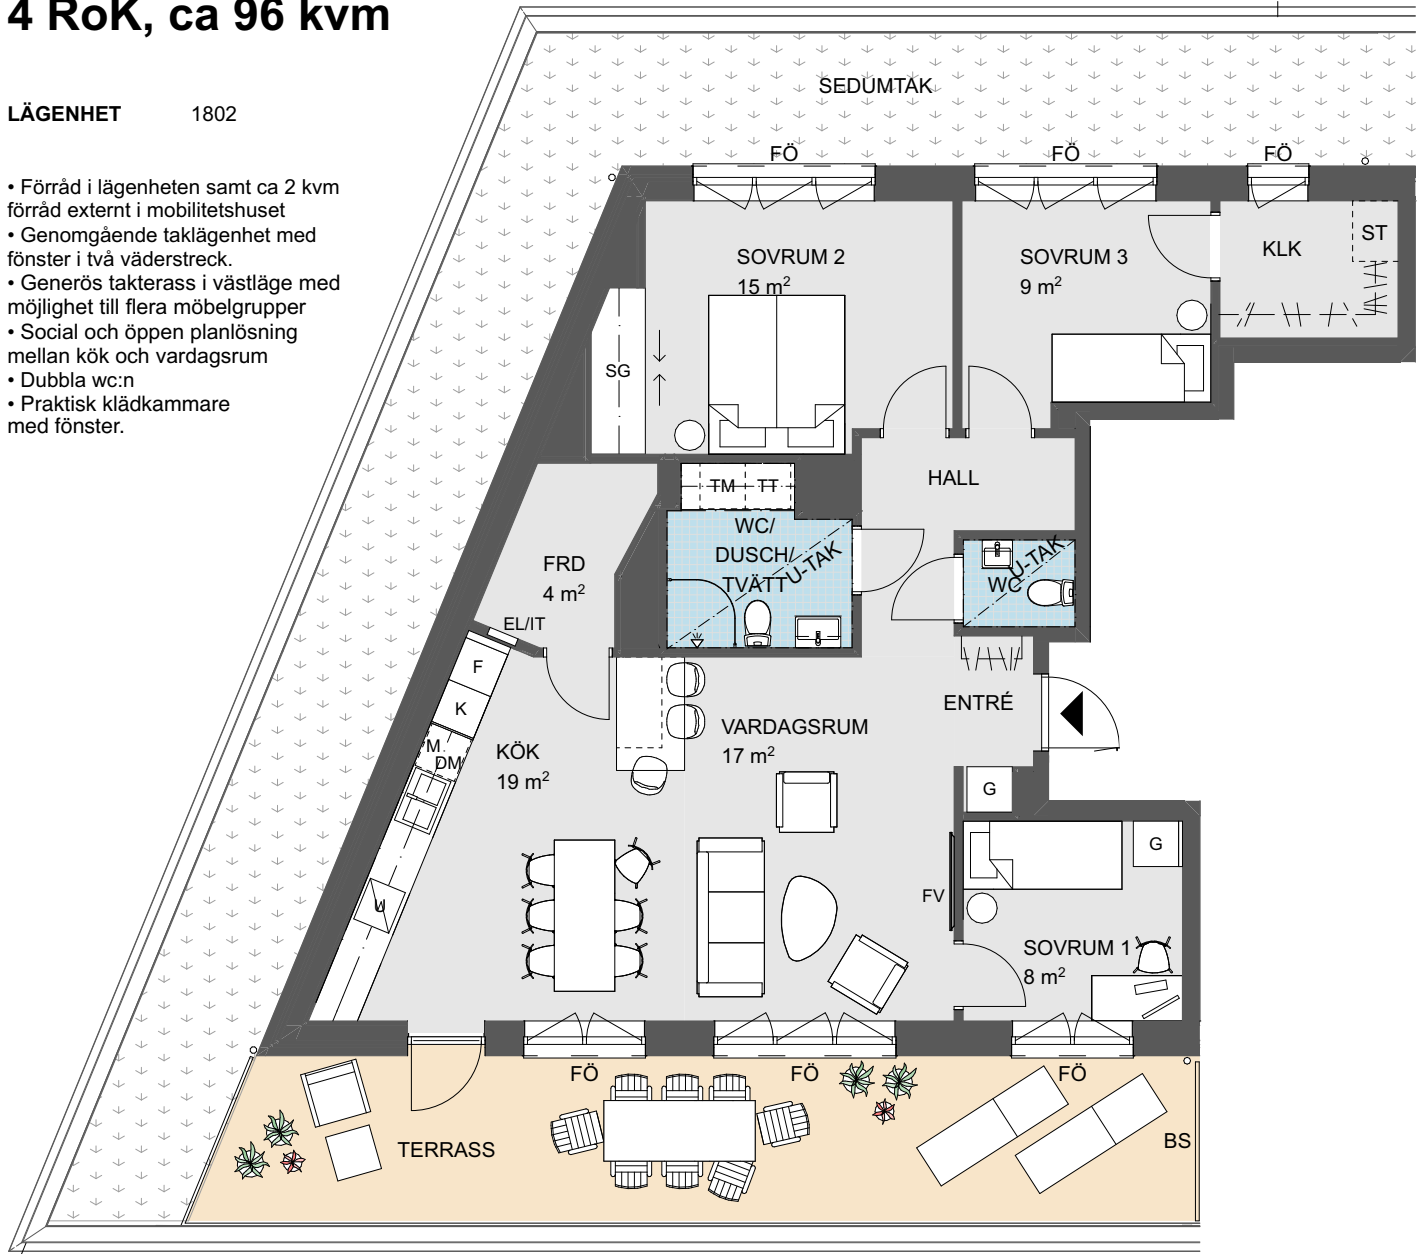 4 RoK, ca 96 kvm
LÄGENHET 1802
• Förråd i lägenheten samt ca 2 kvm
förråd externt i mobilitetshuset
• Genomgående taklägenhet med
fönster i två väderstreck.
• Generös takterass i västläge med
möjlighet till flera möbelgrupper
• Social och öppen planlösning
mellan kök och vardagsrum
• Dubbla wc:n
• Praktisk klädkammare
med fönster.
SEDUMTAK
FÖ
FÖ
FÖ
SOVRUM 2
15 m²
SOVRUM 3
9 m²
KLK
ST
SG
HALL
TM
TT
WC/
DUSCH/
TVÄTT
U-TAK
WC
U-TAK
FRD
4 m²
EL/IT
F
K
M
DM
KÖK
19 m²
VARDAGSRUM
17 m²
ENTRÉ
G
G
U
FV
SOVRUM 1
8 m²
FÖ
FÖ
FÖ
TERRASS
BS